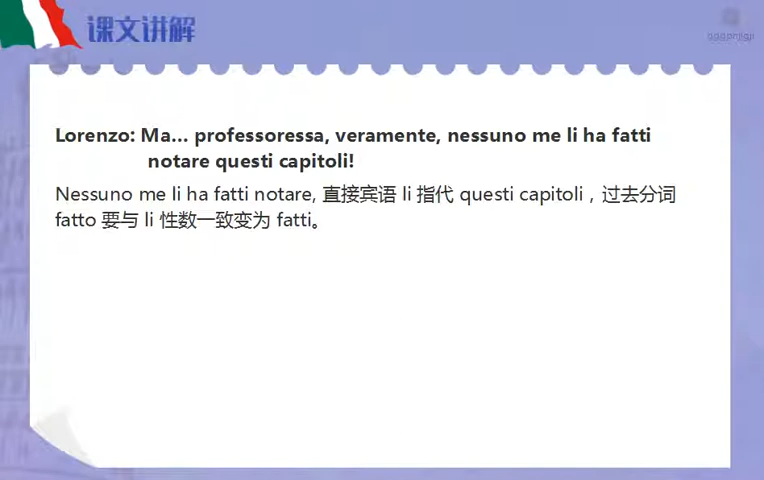 课文讲解
Lorenzo: Ma... professoressa, veramente, nessuno me li ha fatti
notare questi capitoli!
Nessuno me li ha fatti notare, 直接宾语 li 指代 questi capitoli，过去分词
fatto 要与 li 性数一致变为 fatti。